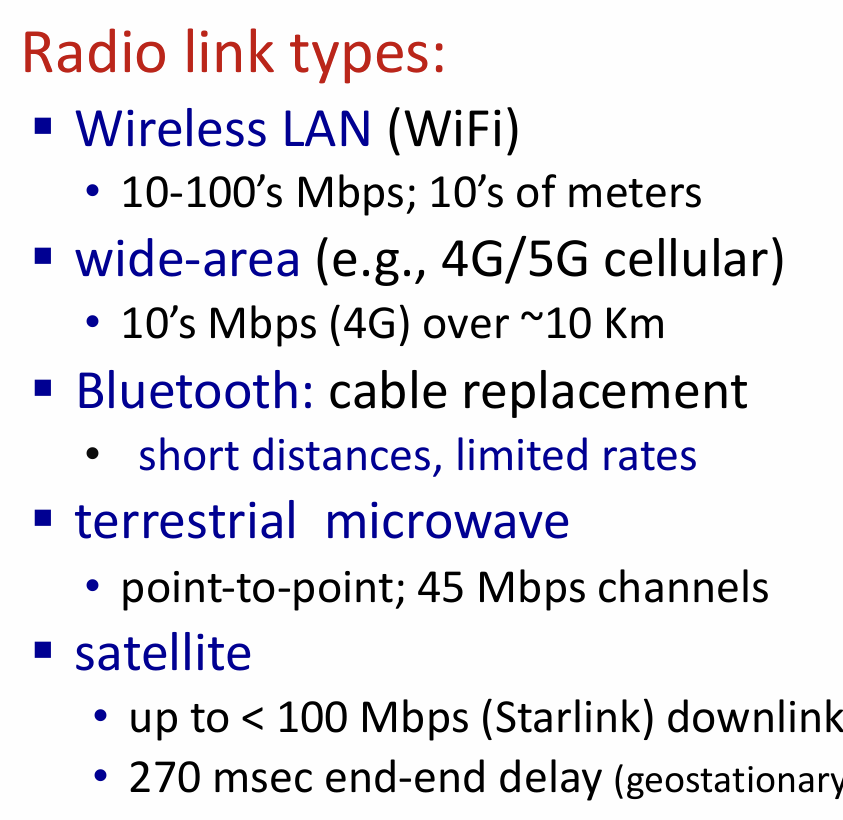 Radio link types:
▪ Wireless LAN (WiFi)
• 10-100’s Mbps; 10’s of meters
▪ wide-area (e.g., 4G/5G cellular)
• 10’s Mbps (4G) over ~10 Km
▪ Bluetooth: cable replacement
• short distances, limited rates
▪ terrestrial microwave
• point-to-point; 45 Mbps channels
▪ satellite
• up to < 100 Mbps (Starlink) downlink
• 270 msec end-end delay (geostationary